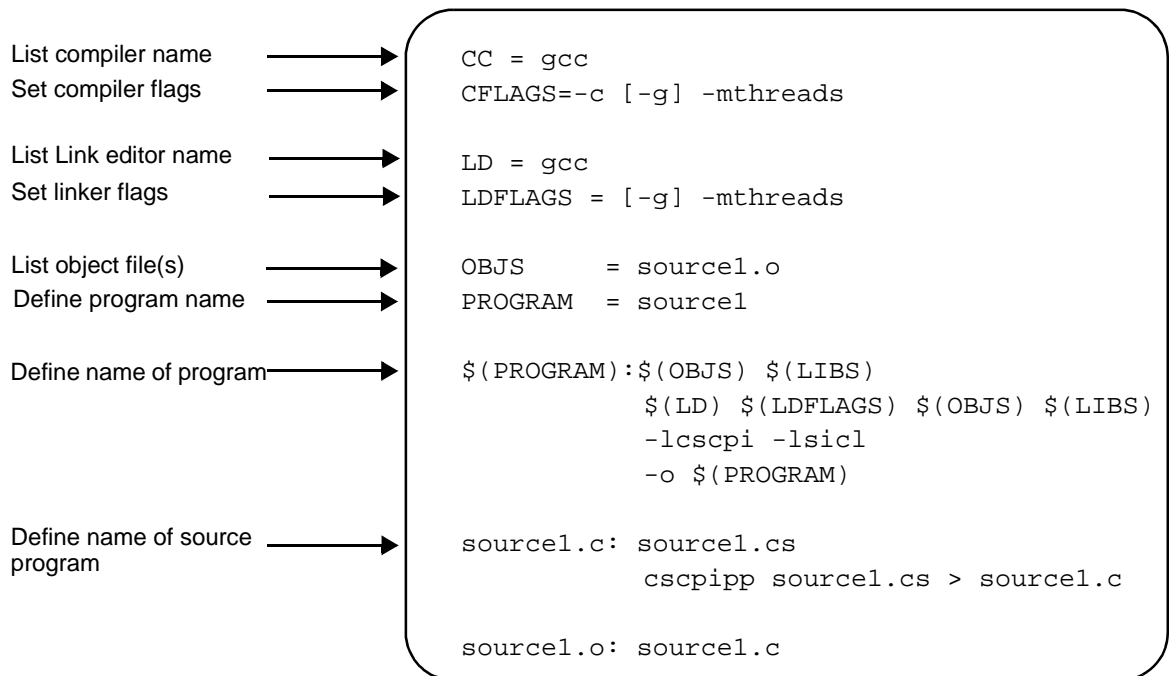 List compiler name CC = gcc
Set compiler flags CFLAGS=-c [-g] -mthreads
List Link editor name LD = gcc
Set linker flags LDFLAGS = [-g] -mthreads
List object file(s) OBJS = source1.o
Define program name PROGRAM = source1
Define name of program $(PROGRAM):$(OBJS) $(LIBS)
$(LD) $(LDFLAGS) $(OBJS) $(LIBS)
-lcscpi -lsicl
-o $(PROGRAM)
Define name of source source1.c: source1.cs
program
cscpipp source1.cs > source1.c
source1.o: source1.c